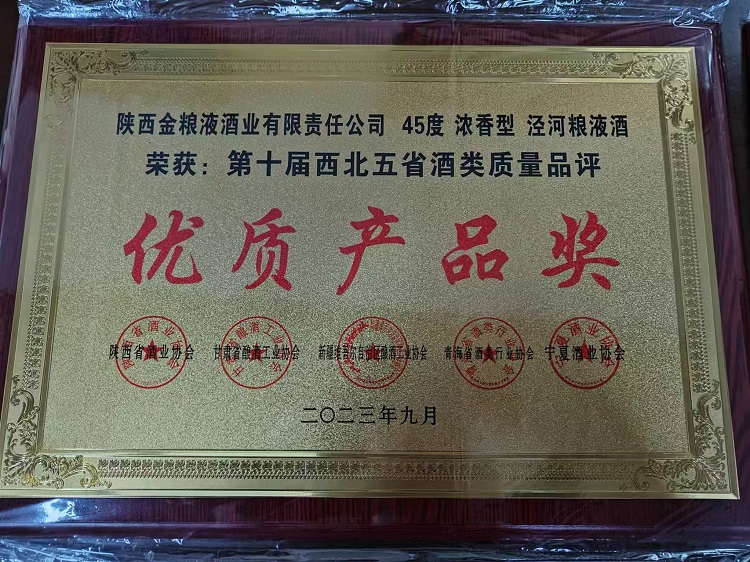 陕西金粮液酒业有限责任公司 45度 浓香型 泾河粮液酒
荣获：第十届西北五省酒类质量品评
优质产品奖
陕西省酒业协会 甘肃省酿酒工业协会 新疆维吾尔自治区酿酒工业协会 青海省酒类行业协会 宁夏酒业协会
二〇二三年九月